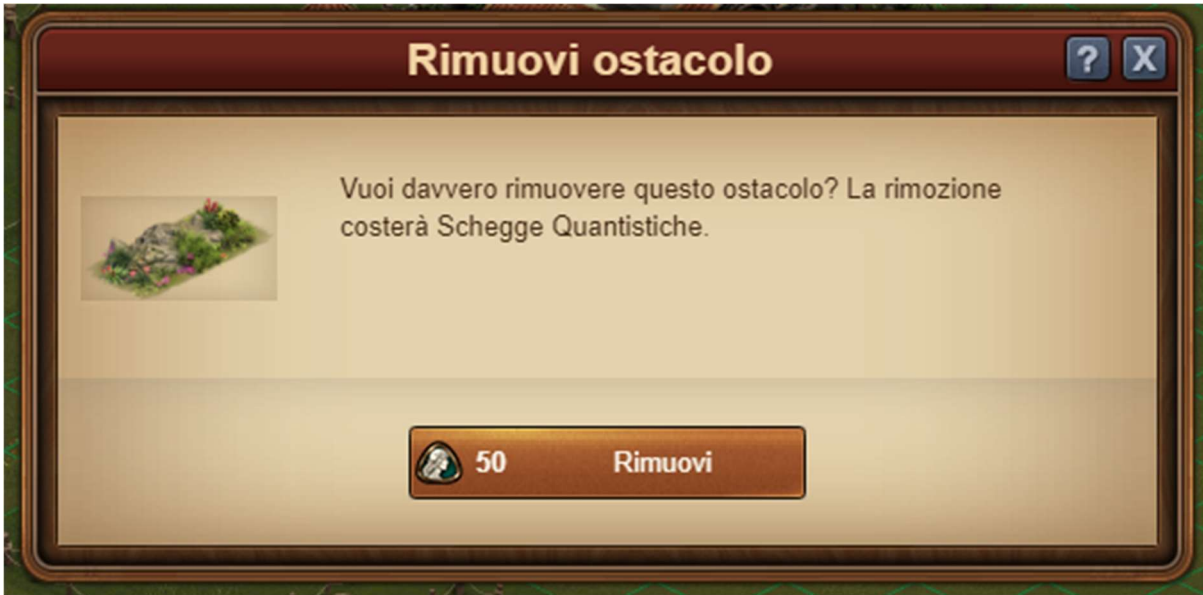 Rimuovi ostacolo
? X
Vuoi davvero rimuovere questo ostacolo? La rimozione
costerà Schegge Quantistiche.
50 Rimuovi